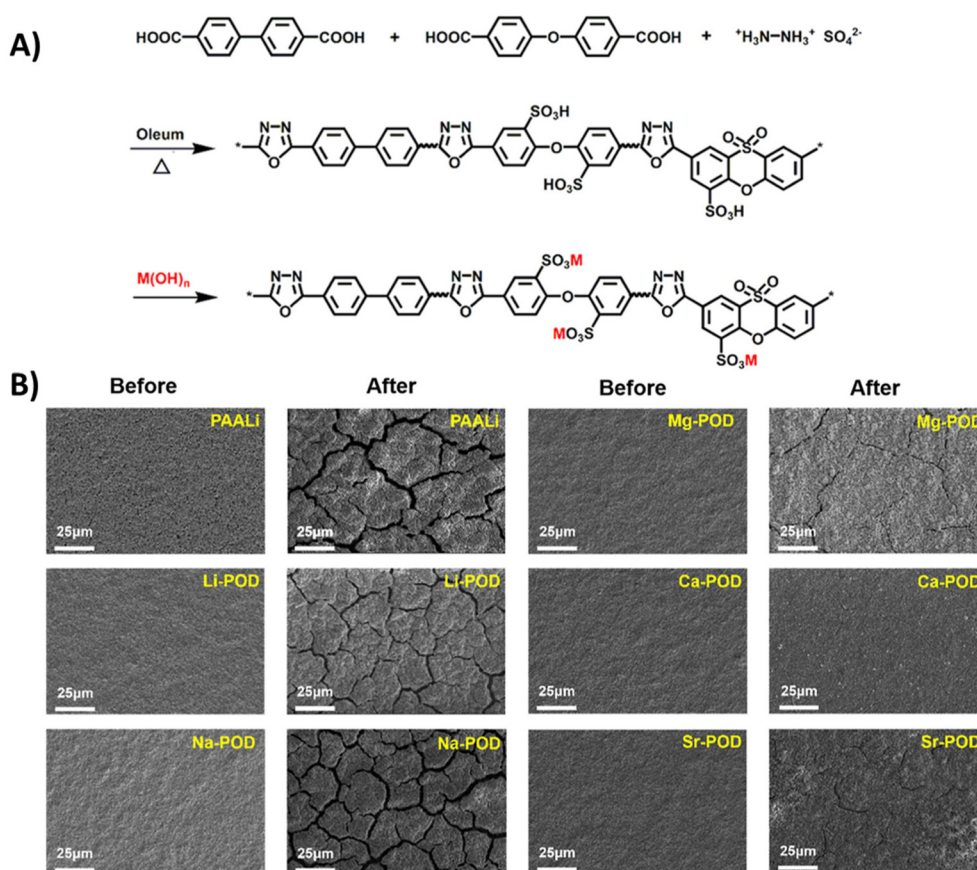 A)
HOOC COOH + HOOC O COOH + ⁺H₃N–NH₃⁺ SO₄²⁻
Oleum
△
* N N O N N O SO₃H O HO₃S N N O O S O O SO₃H *
M(OH)ₙ
* N N O N N O SO₃M O MO₃S N N O O S O O SO₃M *
B)
Before After Before After
PAALi PAALi Mg-POD Mg-POD
25μm 25μm 25μm 25μm
Li-POD Li-POD Ca-POD Ca-POD
25μm 25μm 25μm 25μm
Na-POD Na-POD Sr-POD Sr-POD
25μm 25μm 25μm 25μm